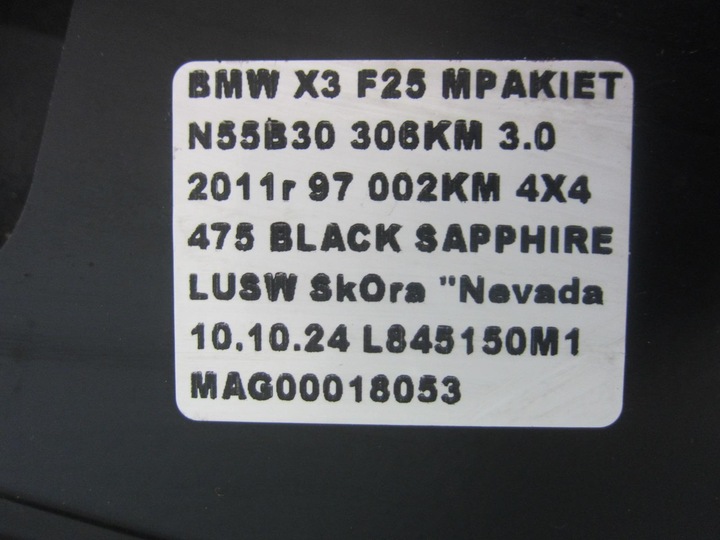 BMW X3 F25 MPAKIET
N55B30 306KM 3.0
2011r 97 002KM 4X4
475 BLACK SAPPHIRE
LUSW SkOra "Nevada
10.10.24 L845150M1
MAG00018053